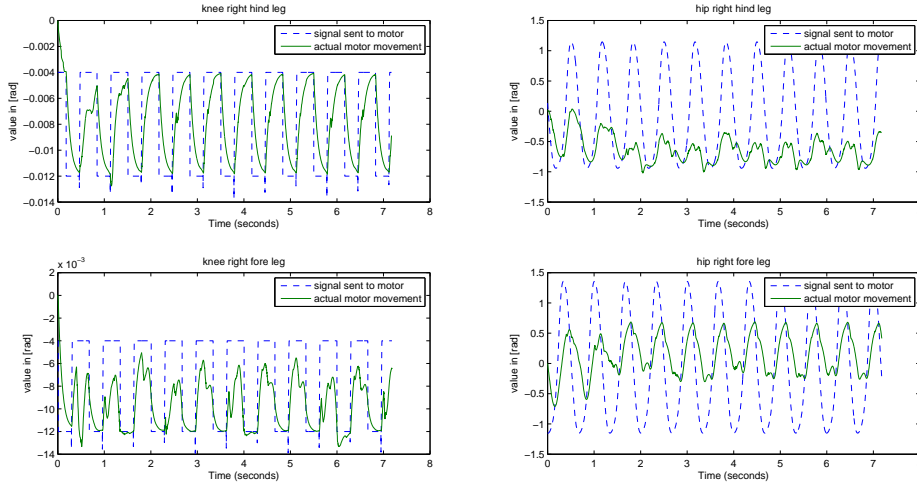 knee right hind leg
0
−0.002
−0.004
−0.006
−0.008
−0.01
−0.012
−0.014
value in [rad]
signal sent to motor
actual motor movement
0 1 2 3 4 5 6 7 8
Time (seconds)
hip right hind leg
1.5
1
0.5
0
−0.5
−1
−1.5
value in [rad]
signal sent to motor
actual motor movement
0 1 2 3 4 5 6 7
Time (seconds)
knee right fore leg
x 10⁻³
2
0
−2
−4
−6
−8
−10
−12
−14
value in [rad]
signal sent to motor
actual motor movement
0 1 2 3 4 5 6 7 8
Time (seconds)
hip right fore leg
1.5
1
0.5
0
−0.5
−1
−1.5
value in [rad]
signal sent to motor
actual motor movement
0 1 2 3 4 5 6 7
Time (seconds)